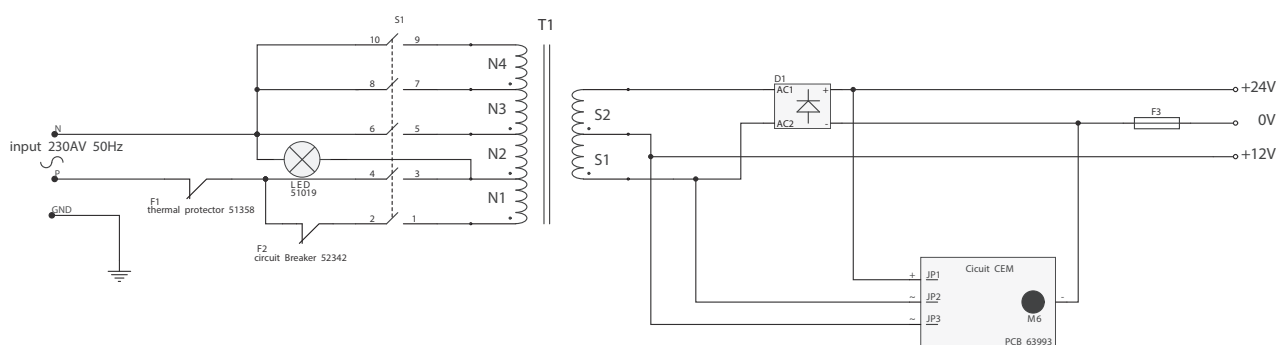 S1
T1
10 9
N4
8 7
N3
6 5
N2
4 3
N1
2 1
N
input 230AV 50Hz
P
LED
51019
F1
thermal protector 51358
GND
F2
circuit Breaker 52342
S2
S1
D1
AC1 +
AC2 -
+24V
F3
0V
+12V
Cicuit CEM
+ JP1
~ JP2
~ JP3
-
M6
PCB 63993